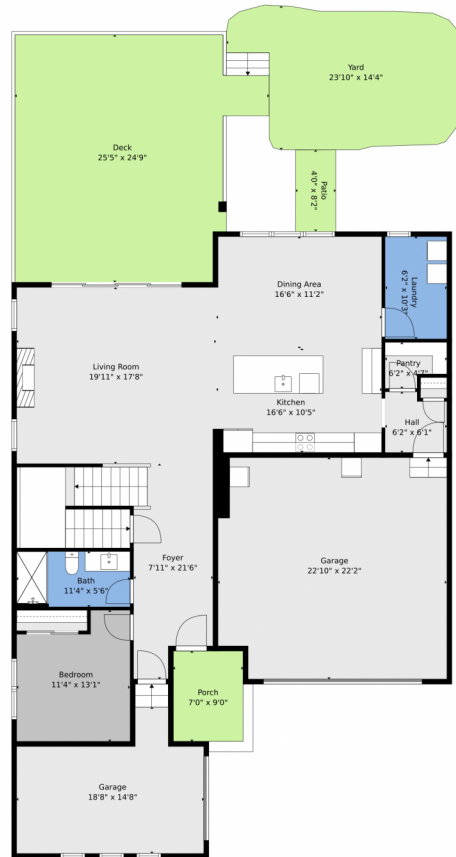 Yard
23'10" x 14'4"
Deck
25'5" x 24'9"
Patio
4'0" x 8'2"
Dining Area
16'6" x 11'2"
Laundry
6'2" x 10'3"
Living Room
19'11" x 17'8"
Pantry
6'2" x 4'7"
Kitchen
16'6" x 10'5"
Hall
6'2" x 6'1"
Foyer
7'11" x 21'6"
Garage
22'10" x 22'2"
Bath
11'4" x 5'6"
Bedroom
11'4" x 13'1"
Porch
7'0" x 9'0"
Garage
18'8" x 14'8"